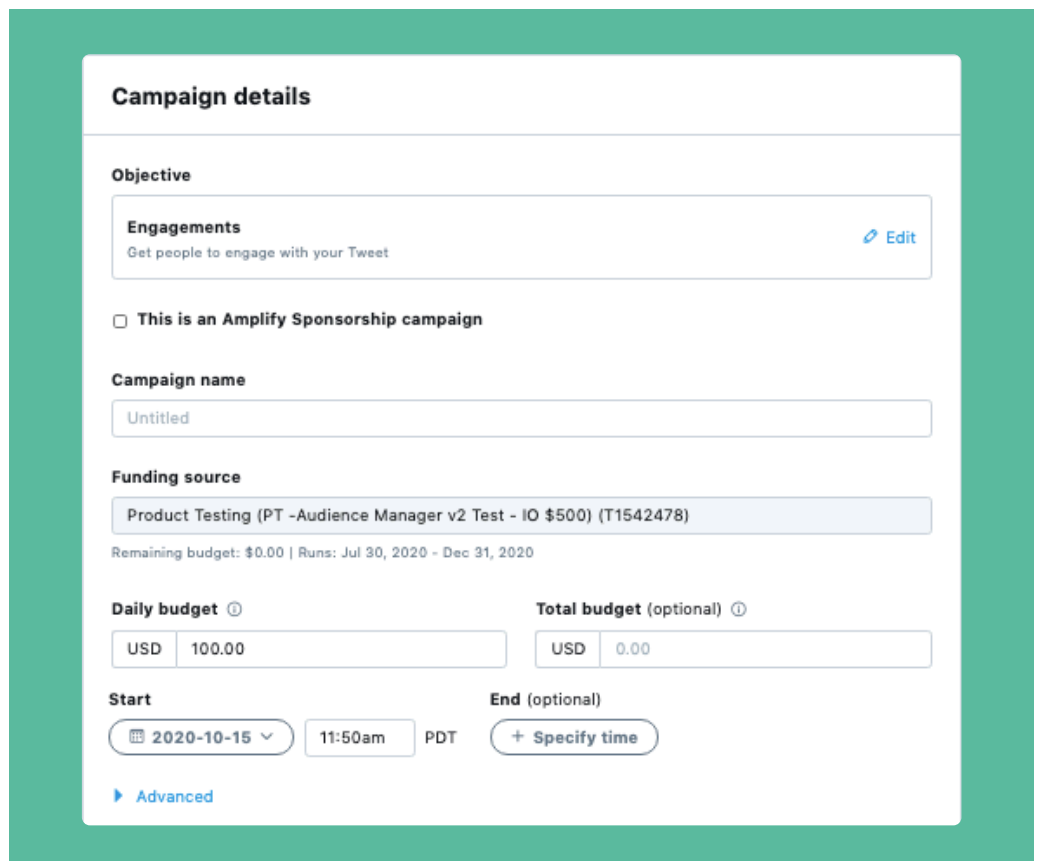 Campaign details
Objective
Engagements
Get people to engage with your Tweet
Edit
This is an Amplify Sponsorship campaign
Campaign name
Untitled
Funding source
Product Testing (PT -Audience Manager v2 Test - IO $500) (T1542478)
Remaining budget: $0.00 | Runs: Jul 30, 2020 - Dec 31, 2020
Daily budget
Total budget (optional)
USD 100.00
USD 0.00
Start
End (optional)
2020-10-15 11:50am PDT
+ Specify time
Advanced